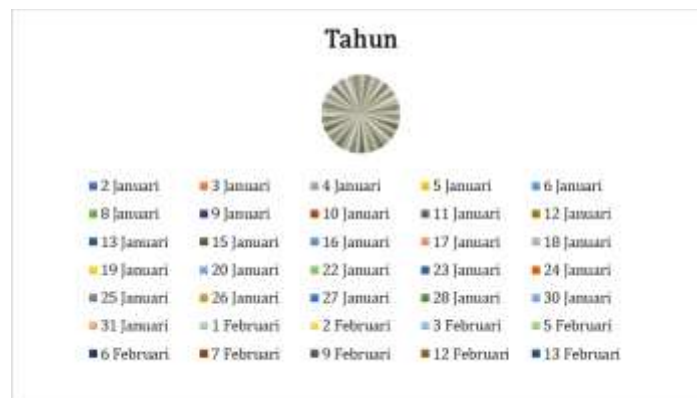 Tahun
2 Januari 3 Januari 4 Januari 5 Januari 6 Januari
8 Januari 9 Januari 10 Januari 11 Januari 12 Januari
13 Januari 15 Januari 16 Januari 17 Januari 18 Januari
19 Januari 20 Januari 22 Januari 23 Januari 24 Januari
25 Januari 26 Januari 27 Januari 28 Januari 30 Januari
31 Januari 1 Februari 2 Februari 3 Februari 5 Februari
6 Februari 7 Februari 9 Februari 12 Februari 13 Februari